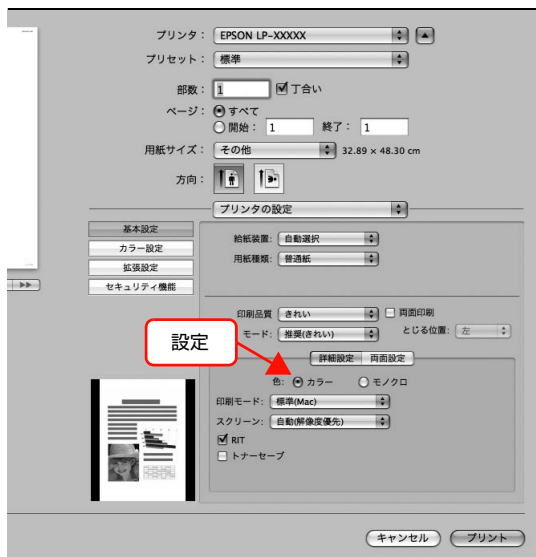 プリンタ： EPSON LP-XXXXX
プリセット： 標準
部数： 1 丁合い
ページ： すべて
開始： 1 終了： 1
用紙サイズ： その他 32.89 × 48.30 cm
方向：
プリンタの設定
基本設定
カラー設定
拡張設定
セキュリティ機能
給紙装置: 自動選択
用紙種類: 普通紙
印刷品質 きれい 両面印刷
モード: 推奨(きれい) とじる位置: 左
設定
詳細設定 両面設定
色: カラー モノクロ
印刷モード: 標準(Mac)
スクリーン: 自動(解像度優先)
RIT
トナーセーブ
キャンセル プリント